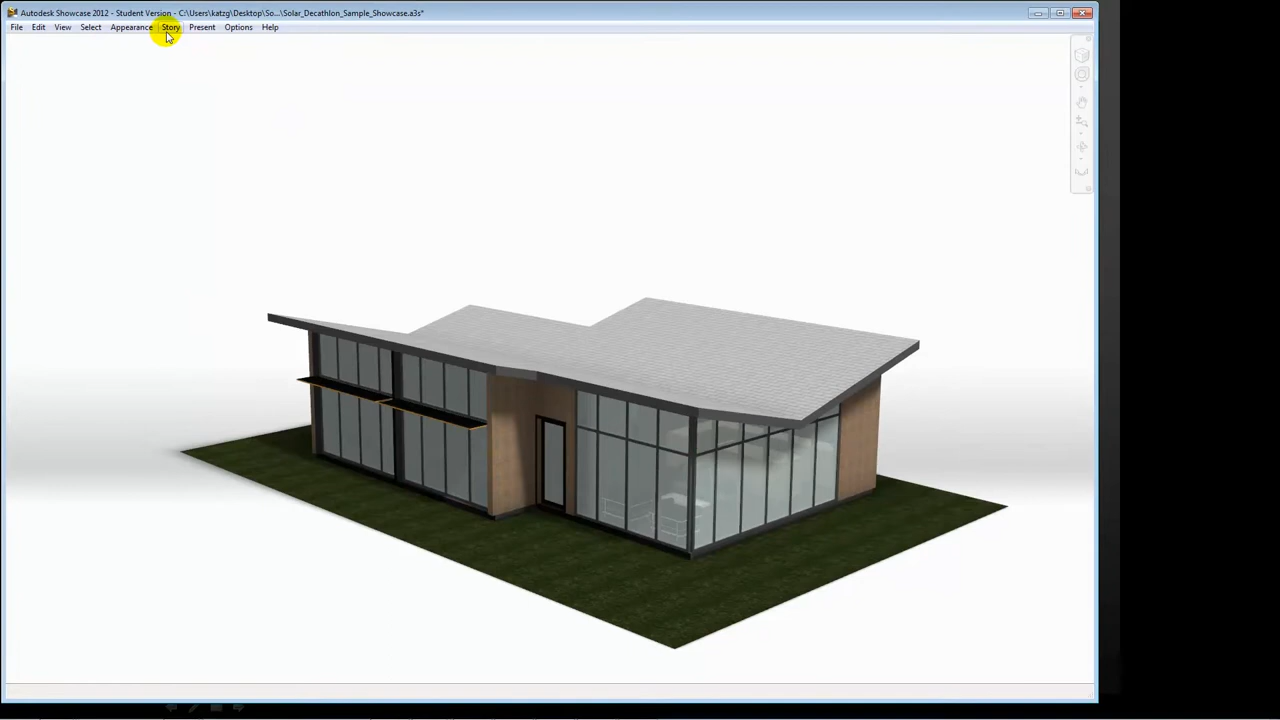 Autodesk Showcase 2012 - Student Version - C:\Users\katzg\Desktop\So...\Solar_Decathlon_Sample_Showcase.a3s*
File Edit View Select Appearance Story Present Options Help